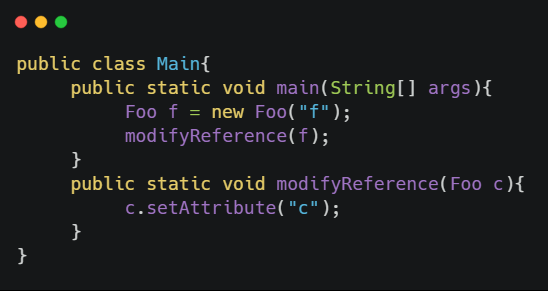 public class Main{
     public static void main(String[] args){
          Foo f = new Foo("f");
          modifyReference(f);
     }
     public static void modifyReference(Foo c){
          c.setAttribute("c");
     }
}